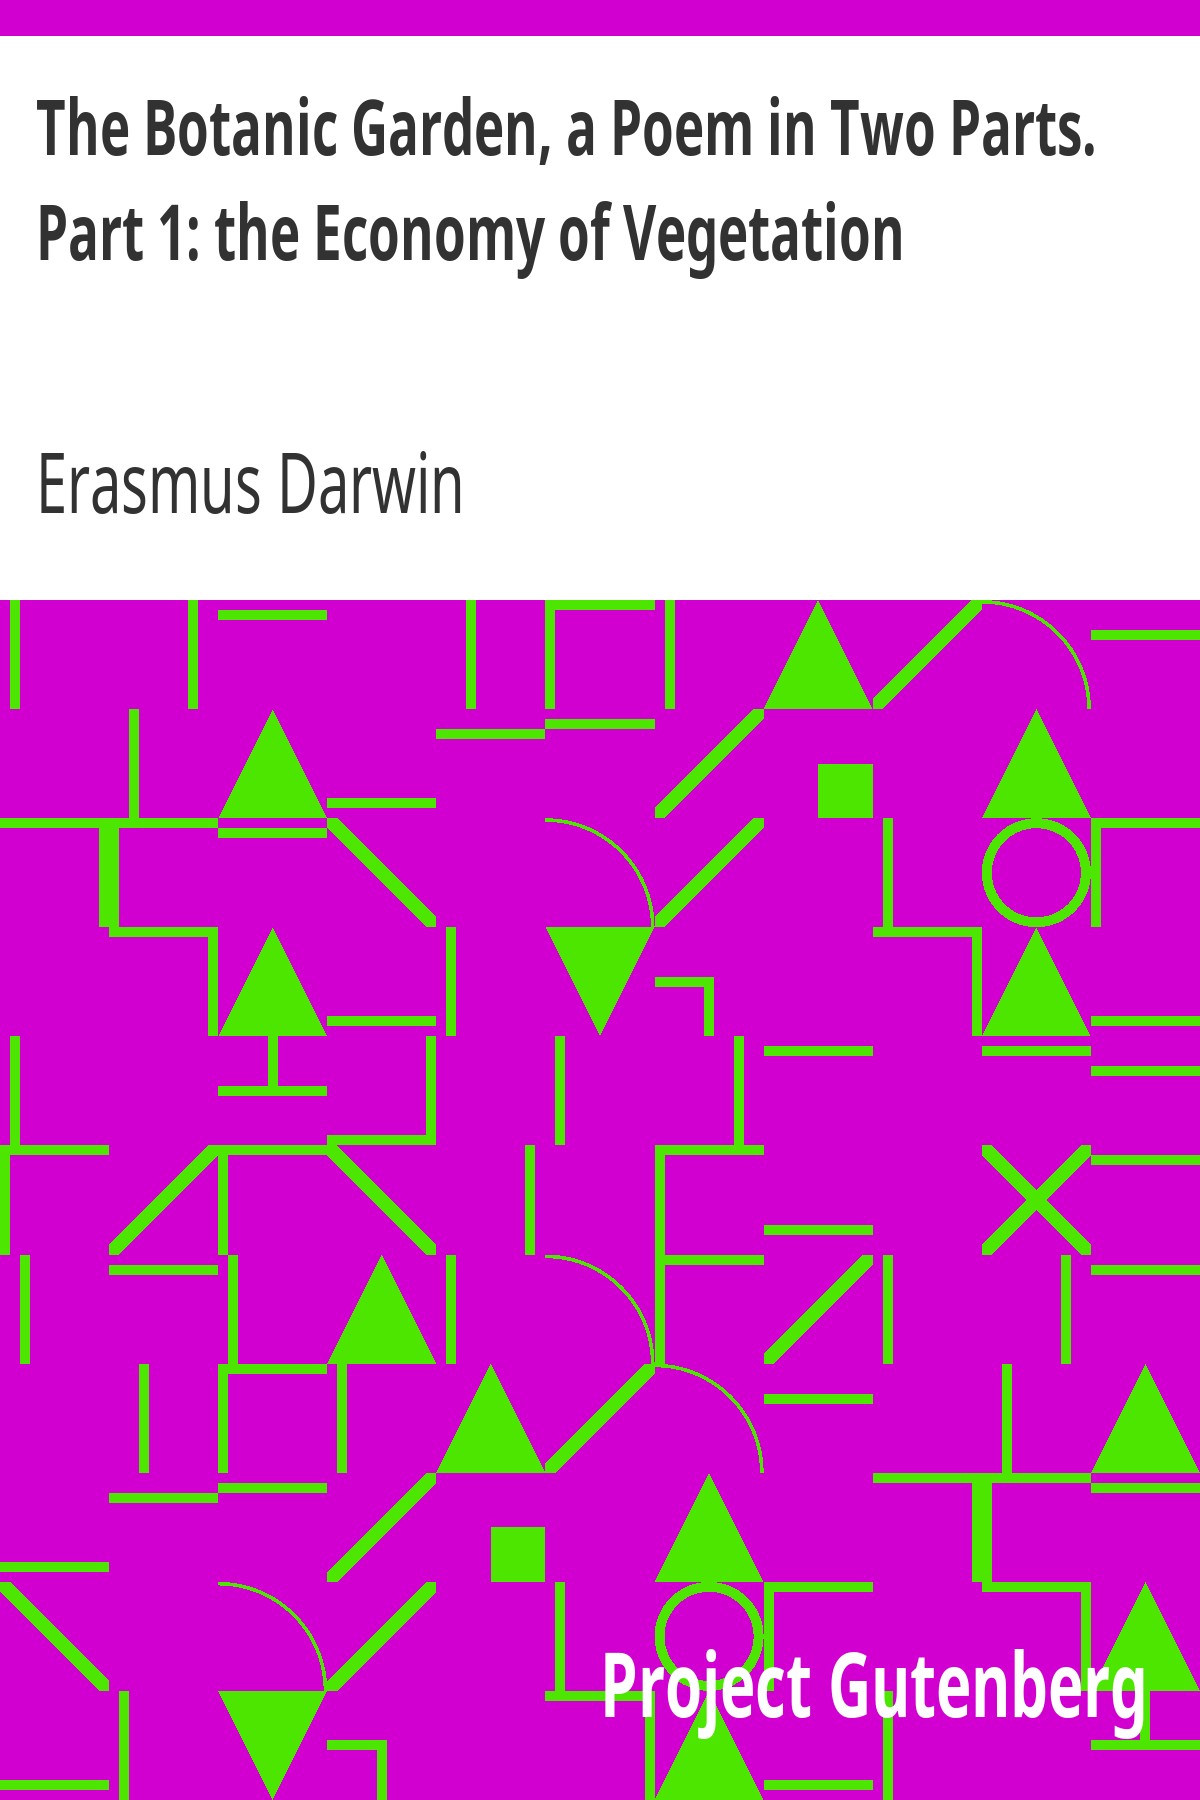 The Botanic Garden, a Poem in Two Parts.
Part 1: the Economy of Vegetation
Erasmus Darwin
Project Gutenberg